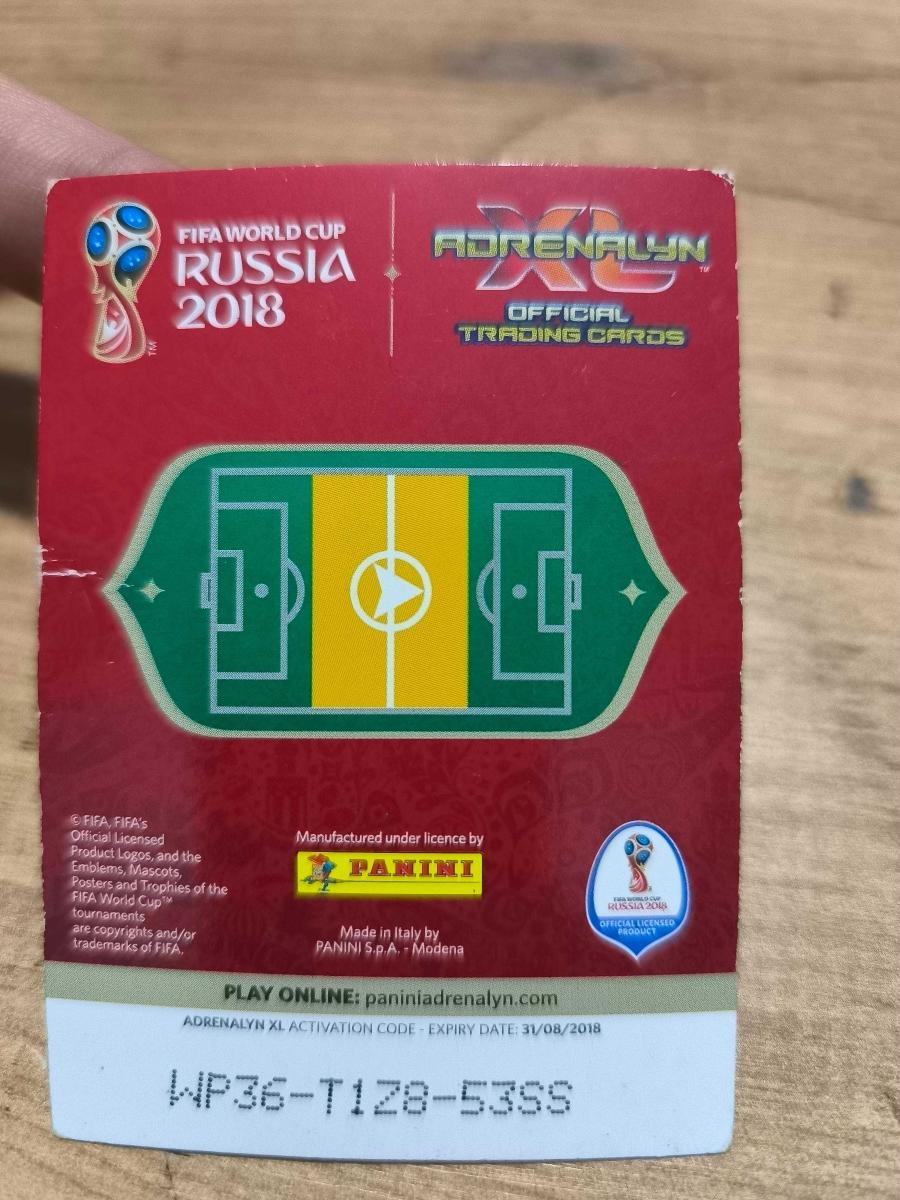 FIFA WORLD CUP
RUSSIA
2018
TM
ADRENALYN
XL
TM
OFFICIAL
TRADING CARDS
© FIFA, FIFA's
Official Licensed
Product Logos, and the
Emblems, Mascots,
Posters and Trophies of the
FIFA World Cup™
tournaments
are copyrights and/or
trademarks of FIFA.
Manufactured under licence by
PANINI
Made in Italy by
PANINI S.p.A. - Modena
FIFA WORLD CUP
RUSSIA 2018
OFFICIAL LICENSED
PRODUCT
PLAY ONLINE: paniniadrenalyn.com
ADRENALYN XL ACTIVATION CODE - EXPIRY DATE: 31/08/2018
WP36-T1Z8-53SS